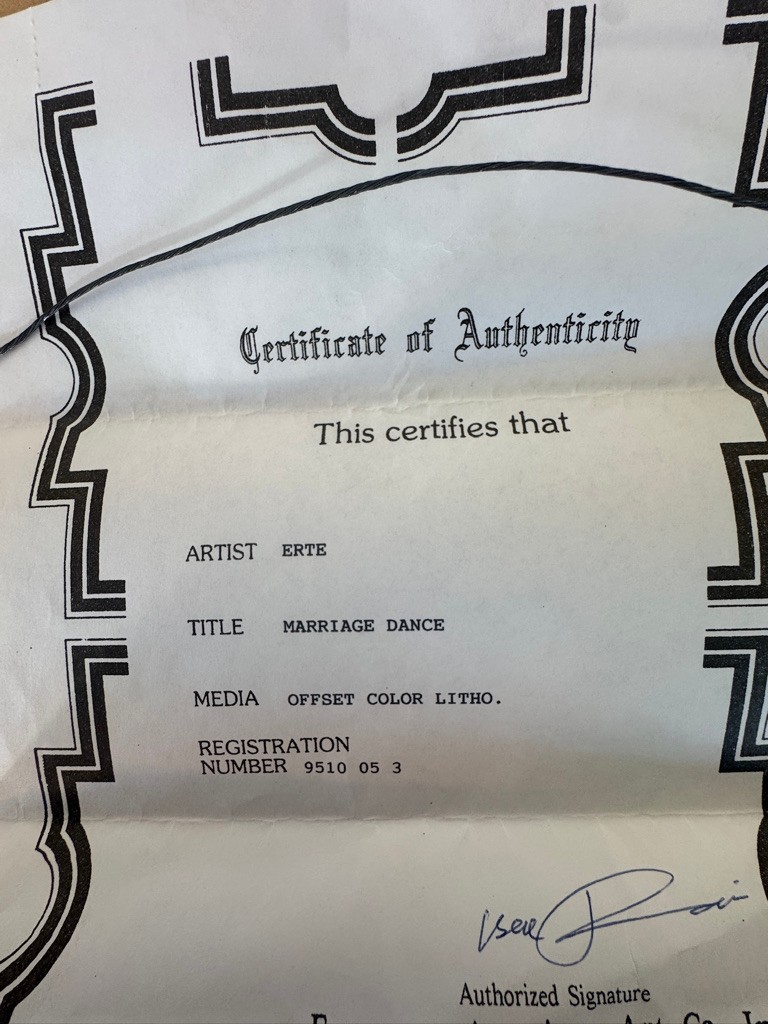 Certificate of Authenticity
This certifies that
ARTIST ERTE
TITLE MARRIAGE DANCE
MEDIA OFFSET COLOR LITHO.
REGISTRATION
NUMBER 9510 05 3
Authorized Signature